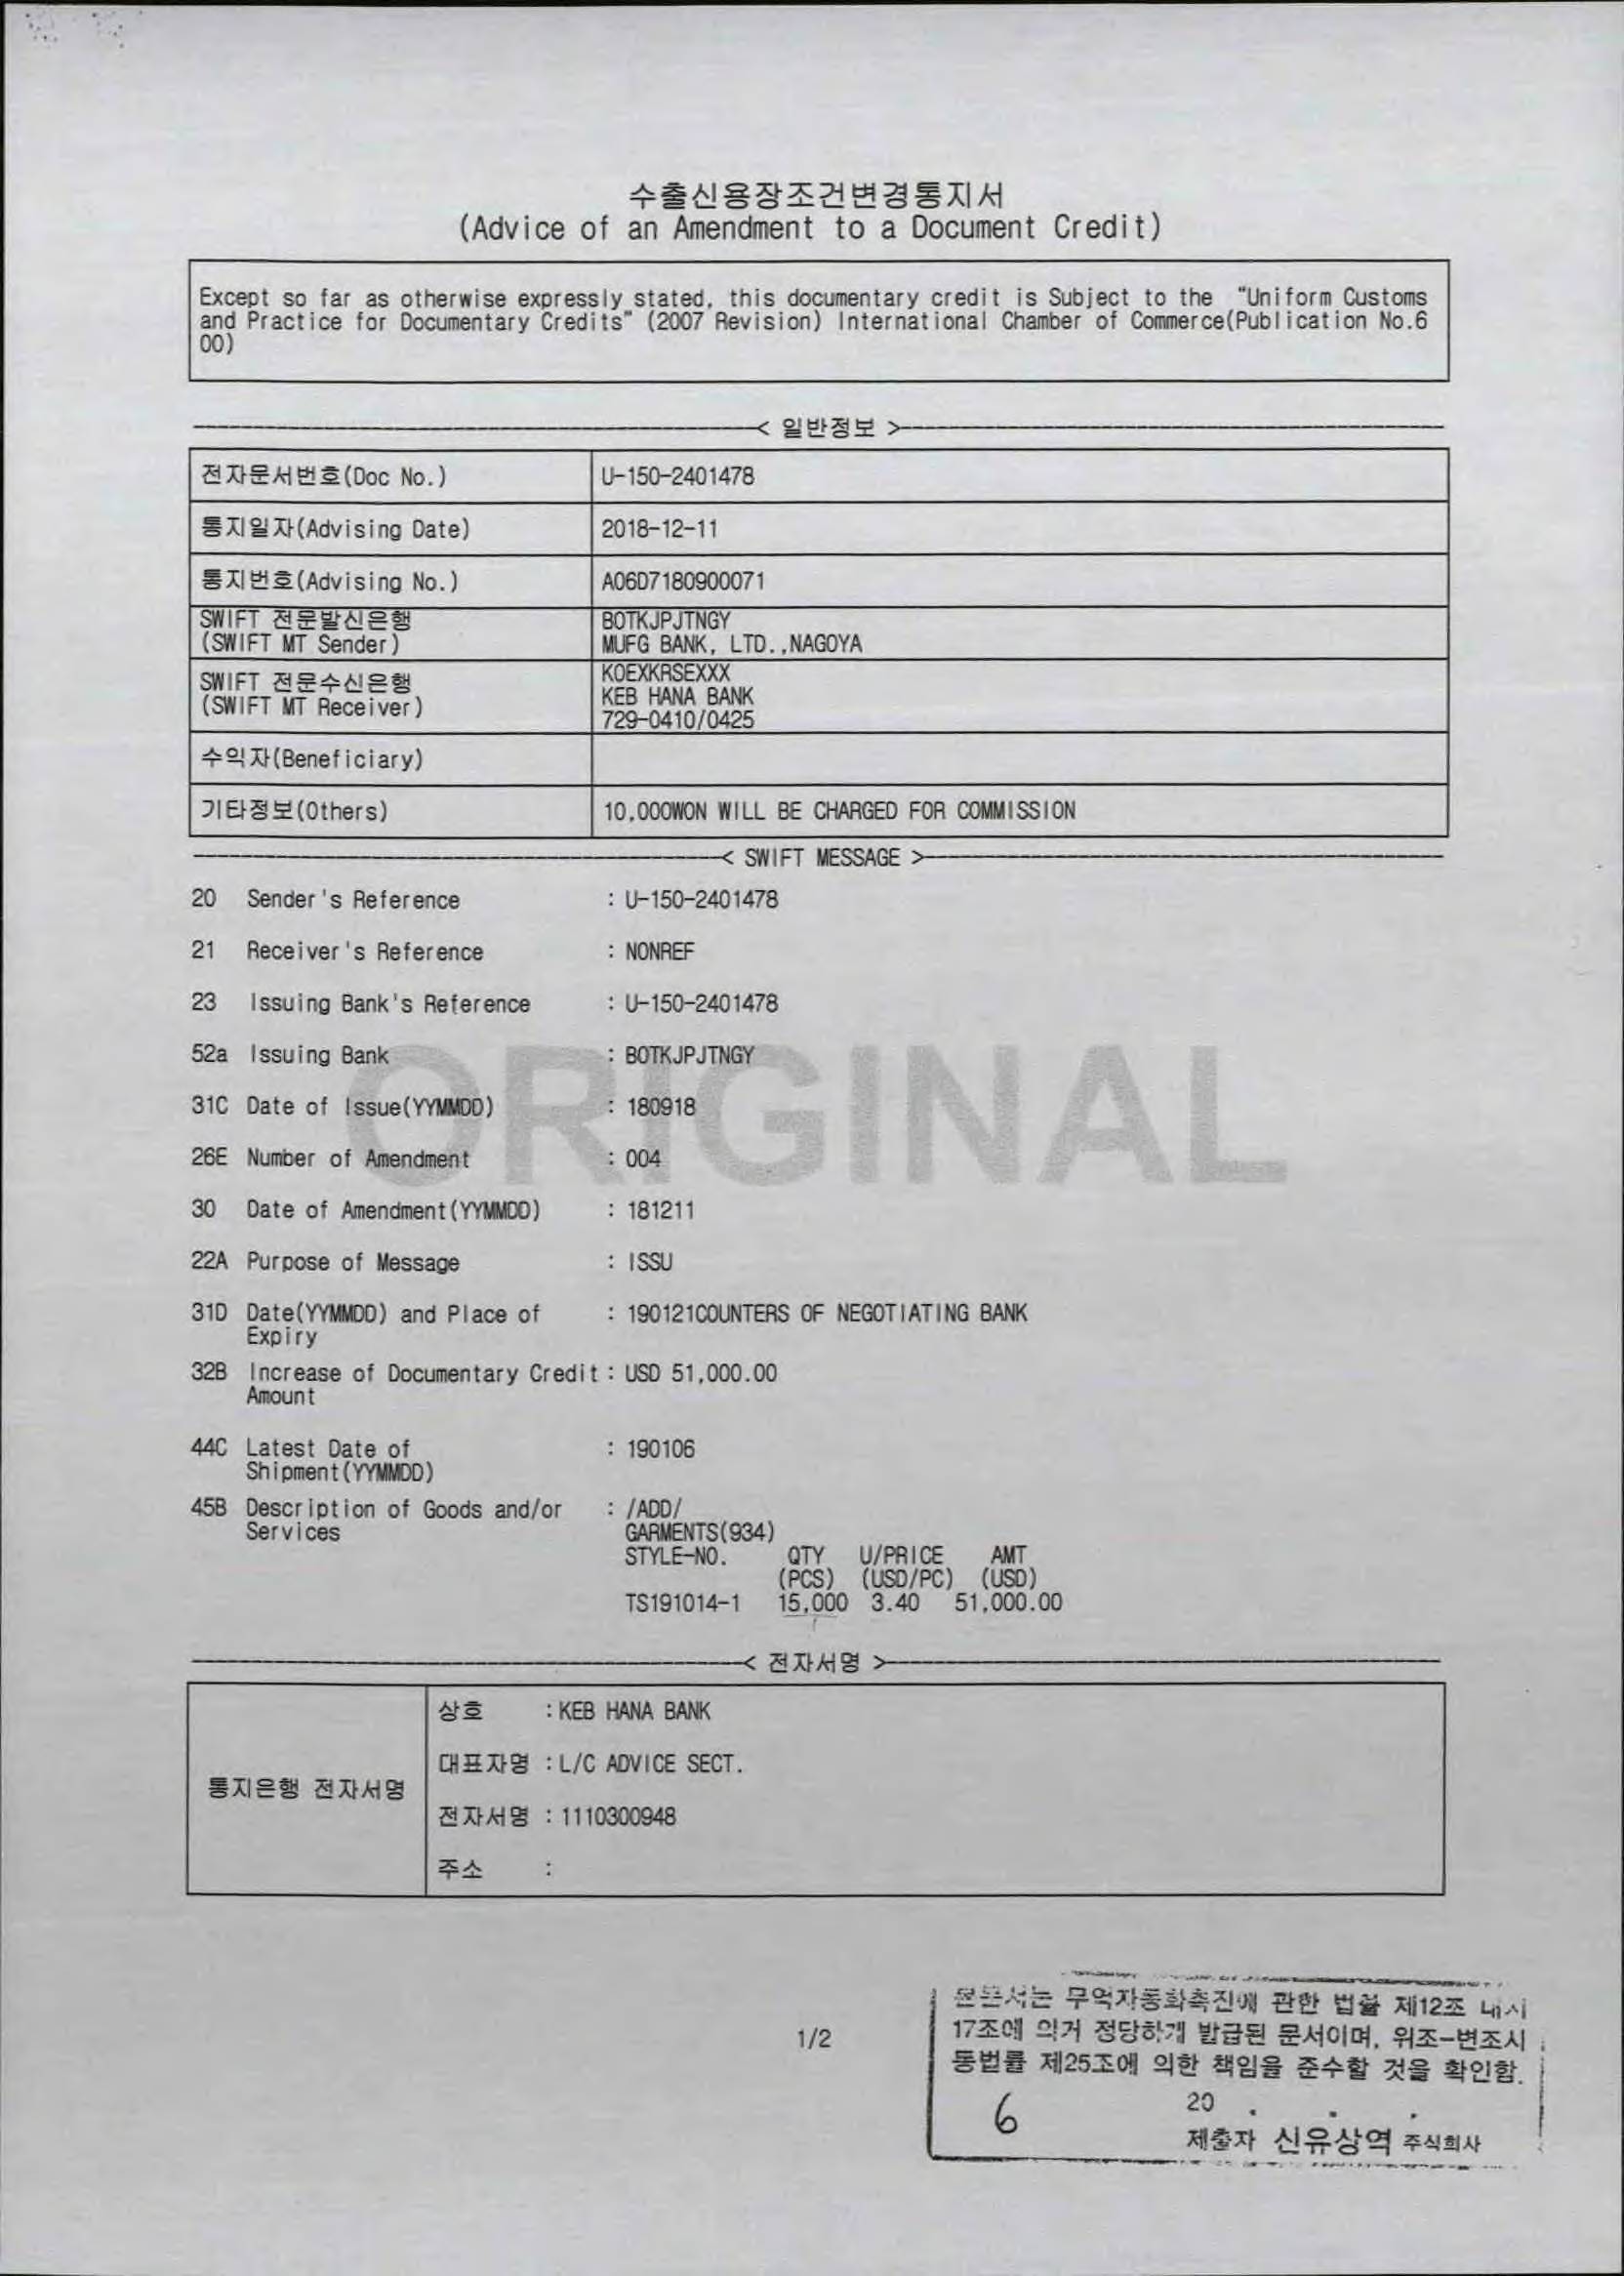 수출신용장조건변경통지서
(Advice of an Amendment to a Document Credit)
Except so far as otherwise expressly stated, this documentary credit is Subject to the "Uniform Customs
and Practice for Documentary Credits" (2007 Revision) International Chamber of Commerce(Publication No.6
00)
< 일반정보 >
전자문서번호(Doc No.) U-150-2401478
통지일자(Advising Date) 2018-12-11
통지번호(Advising No.) A06D7180900071
SWIFT 전문발신은행 BOTKJPJTNGY
(SWIFT MT Sender) MUFG BANK, LTD.,NAGOYA
KOEXKRSEXXX
SWIFT 전문수신은행 KEB HANA BANK
(SWIFT MT Receiver) 729-0410/0425
수익자(Beneficiary)
기타정보(Others) 10,000WON WILL BE CHARGED FOR COMMISSION
< SWIFT MESSAGE >
20 Sender's Reference : U-150-2401478
21 Receiver's Reference : NONREF
23 Issuing Bank's Reference : U-150-2401478
52a Issuing Bank : BOTKJPJTNGY
ORIGINAL
31C Date of Issue(YYMMDD) : 180918
26E Number of Amendment : 004
30 Date of Amendment(YYMMDD) : 181211
22A Purpose of Message : ISSU
31D Date(YYMMDD) and Place of : 190121COUNTERS OF NEGOTIATING BANK
Expiry
32B Increase of Documentary Credit : USD 51,000.00
Amount
44C Latest Date of : 190106
Shipment(YYMMDD)
45B Description of Goods and/or : /ADD/
Services GARMENTS(934)
STYLE-NO. QTY U/PRICE AMT
(PCS) (USD/PC) (USD)
TS191014-1 15,000 3.40 51,000.00
< 전자서명 >
상호 : KEB HANA BANK
대표자명 : L/C ADVICE SECT.
통지은행 전자서명
전자서명 : 1110300948
주소 :
1/2
본문서는 무역자동화촉진에 관한 법률 제12조 내지
17조에 의거 정당하게 발급된 문서이며, 위조-변조시
동법률 제25조에 의한 책임을 준수할 것을 확인함.
6 20 . . .
제출자 신유상역 주식회사